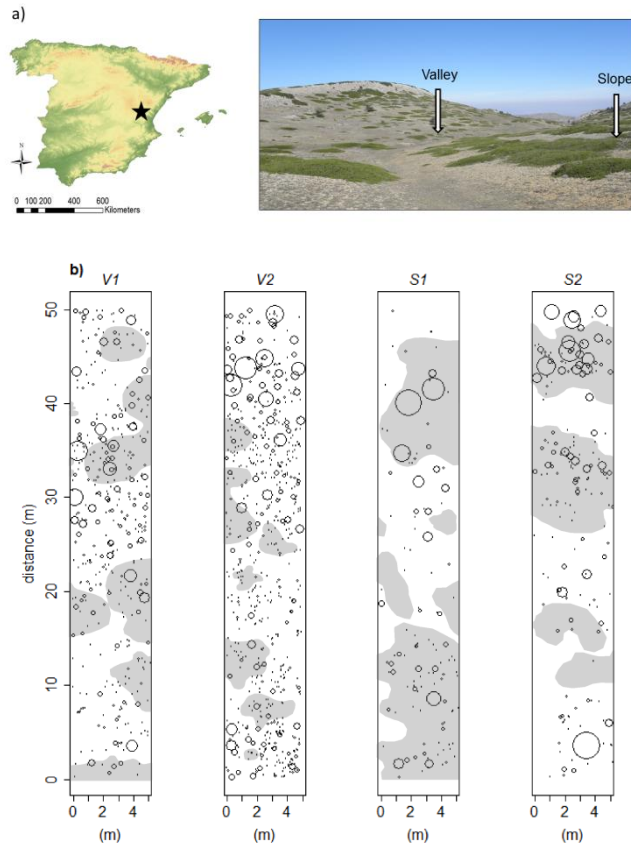 a)
N
0 100 200 400 600
Kilometers
Valley
Slope
b)
V1 V2 S1 S2
distance (m)
50
40
30
20
10
0
0 2 4 0 2 4 0 2 4 0 2 4
(m) (m) (m) (m)